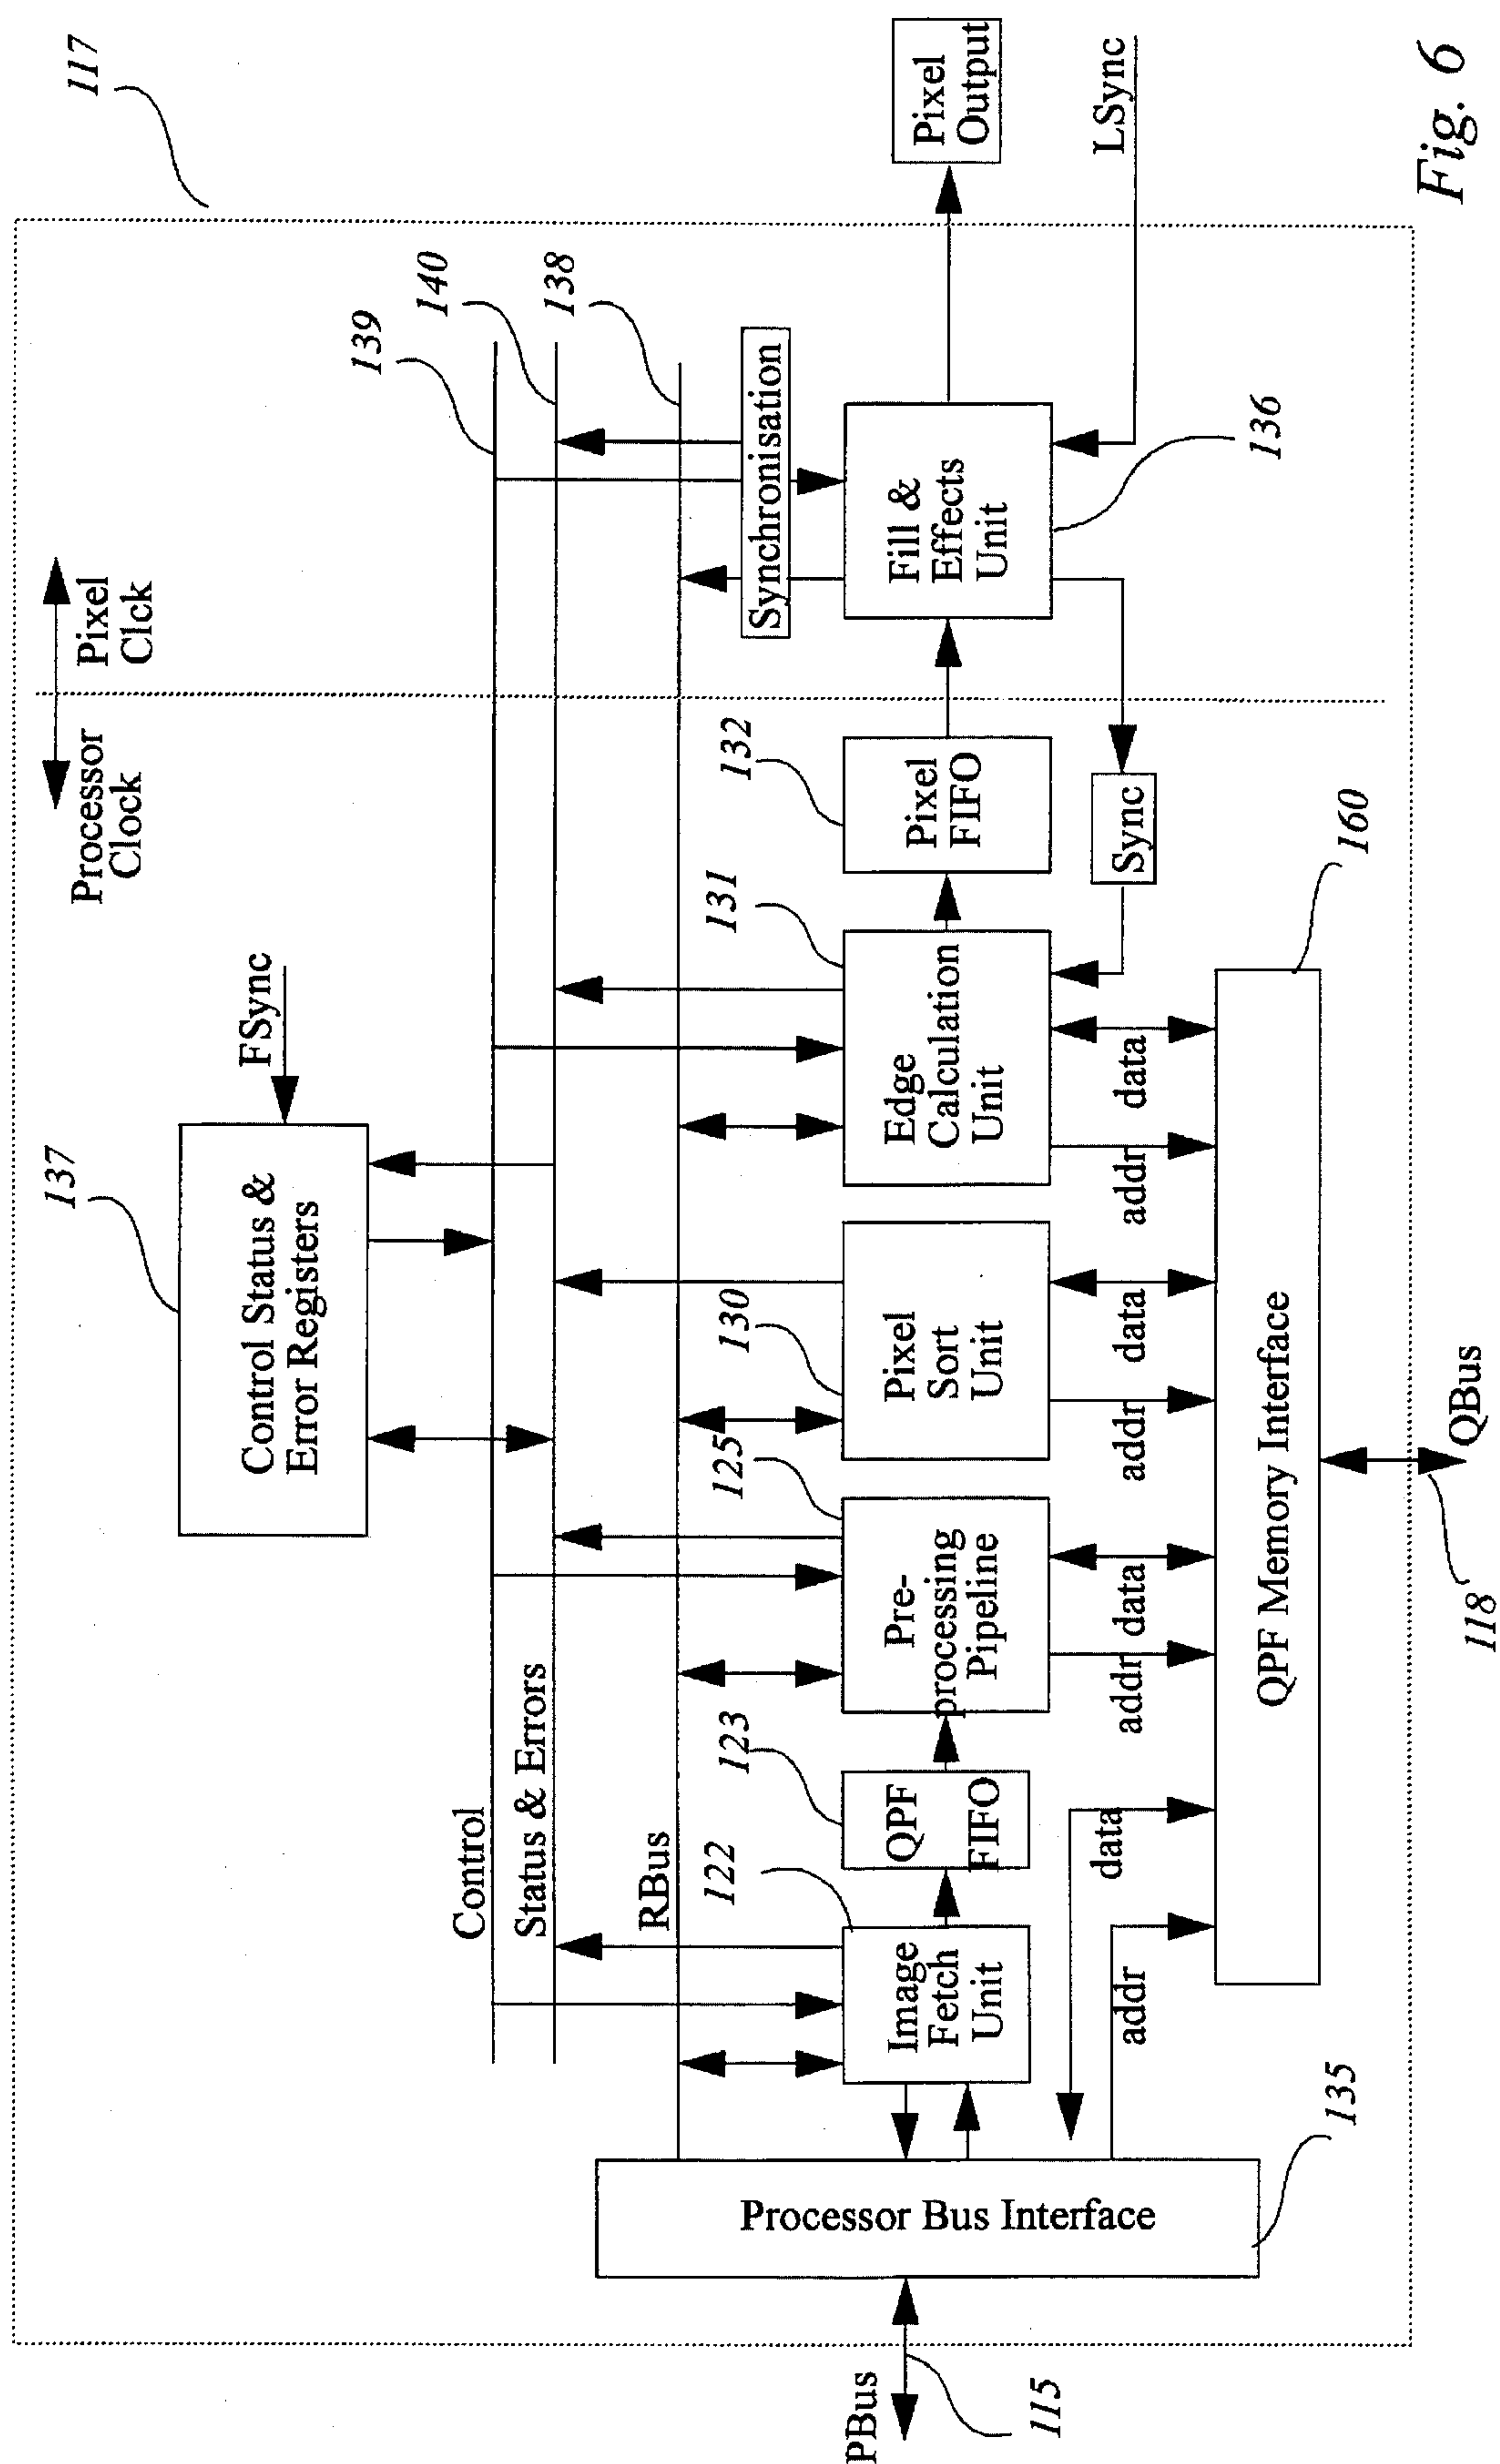 117
Processor
Clock
Pixel
Clck
137
FSync
Control Status &
Error Registers
139
140
138
Control
Status & Errors
RBus
Synchronisation
122
123
125
130
131
132
Image
Fetch
Unit
QPF
FIFO
Pre-
processing
Pipeline
Pixel
Sort
Unit
Edge
Calculation
Unit
Pixel
FIFO
Fill &
Effects
Unit
Pixel
Output
136
Sync
LSync
data
addr
addr
data
addr
data
addr
data
Processor Bus Interface
135
PBus
115
QPF Memory Interface
160
QBus
118
Fig. 6